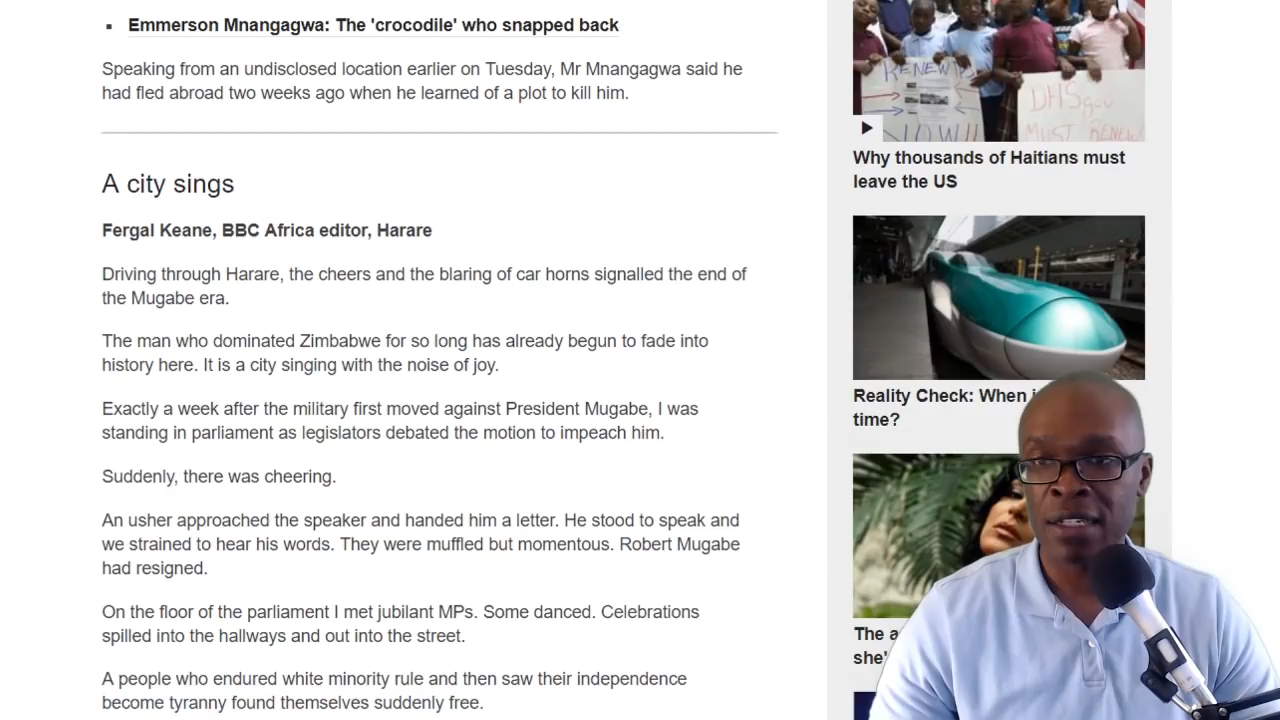 Emmerson Mnangagwa: The 'crocodile' who snapped back
Speaking from an undisclosed location earlier on Tuesday, Mr Mnangagwa said he
had fled abroad two weeks ago when he learned of a plot to kill him.
A city sings
Fergal Keane, BBC Africa editor, Harare
Driving through Harare, the cheers and the blaring of car horns signalled the end of
the Mugabe era.
The man who dominated Zimbabwe for so long has already begun to fade into
history here. It is a city singing with the noise of joy.
Exactly a week after the military first moved against President Mugabe, I was
standing in parliament as legislators debated the motion to impeach him.
Suddenly, there was cheering.
An usher approached the speaker and handed him a letter. He stood to speak and
we strained to hear his words. They were muffled but momentous. Robert Mugabe
had resigned.
On the floor of the parliament I met jubilant MPs. Some danced. Celebrations
spilled into the hallways and out into the street.
A people who endured white minority rule and then saw their independence
become tyranny found themselves suddenly free.
RENEW
NOW!!
DHSgov
MUST RENEW
Why thousands of Haitians must
leave the US
Reality Check: When
time?
The
she'